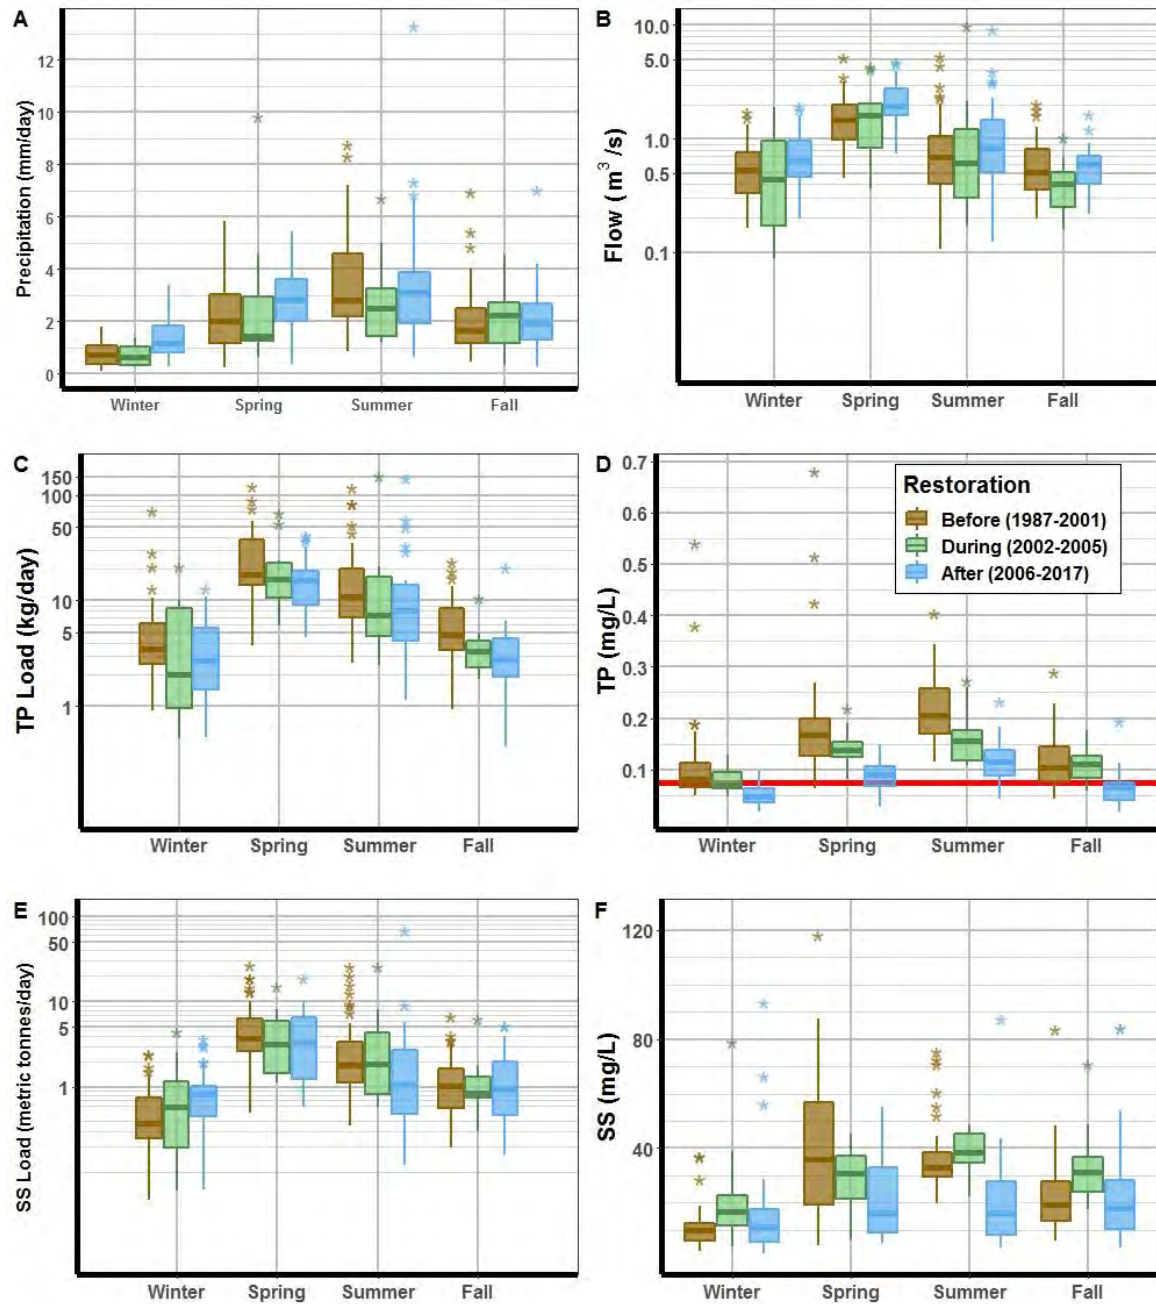 A
Precipitation (mm/day)
12
10
8
6
4
2
0
Winter Spring Summer Fall
B
Flow (m³/s)
10.0
5.0
1.0
0.5
0.1
Winter Spring Summer Fall
C
TP Load (kg/day)
150
100
50
10
5
1
Winter Spring Summer Fall
D
TP (mg/L)
0.7
0.6
0.5
0.4
0.3
0.2
0.1
Restoration
Before (1987-2001)
During (2002-2005)
After (2006-2017)
Winter Spring Summer Fall
E
SS Load (metric tonnes/day)
100
50
10
5
1
Winter Spring Summer Fall
F
SS (mg/L)
120
80
40
Winter Spring Summer Fall